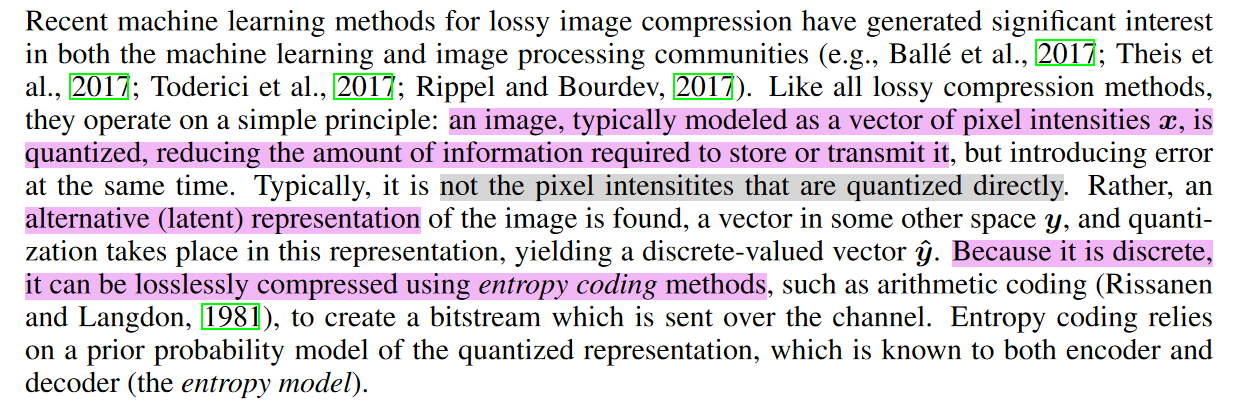 Recent machine learning methods for lossy image compression have generated significant interest
in both the machine learning and image processing communities (e.g., Ballé et al., 2017; Theis et
al., 2017; Toderici et al., 2017; Rippel and Bourdev, 2017). Like all lossy compression methods,
they operate on a simple principle: an image, typically modeled as a vector of pixel intensities x, is
quantized, reducing the amount of information required to store or transmit it, but introducing error
at the same time. Typically, it is not the pixel intensitites that are quantized directly. Rather, an
alternative (latent) representation of the image is found, a vector in some other space y, and quanti-
zation takes place in this representation, yielding a discrete-valued vector ŷ. Because it is discrete,
it can be losslessly compressed using entropy coding methods, such as arithmetic coding (Rissanen
and Langdon, 1981), to create a bitstream which is sent over the channel. Entropy coding relies
on a prior probability model of the quantized representation, which is known to both encoder and
decoder (the entropy model).